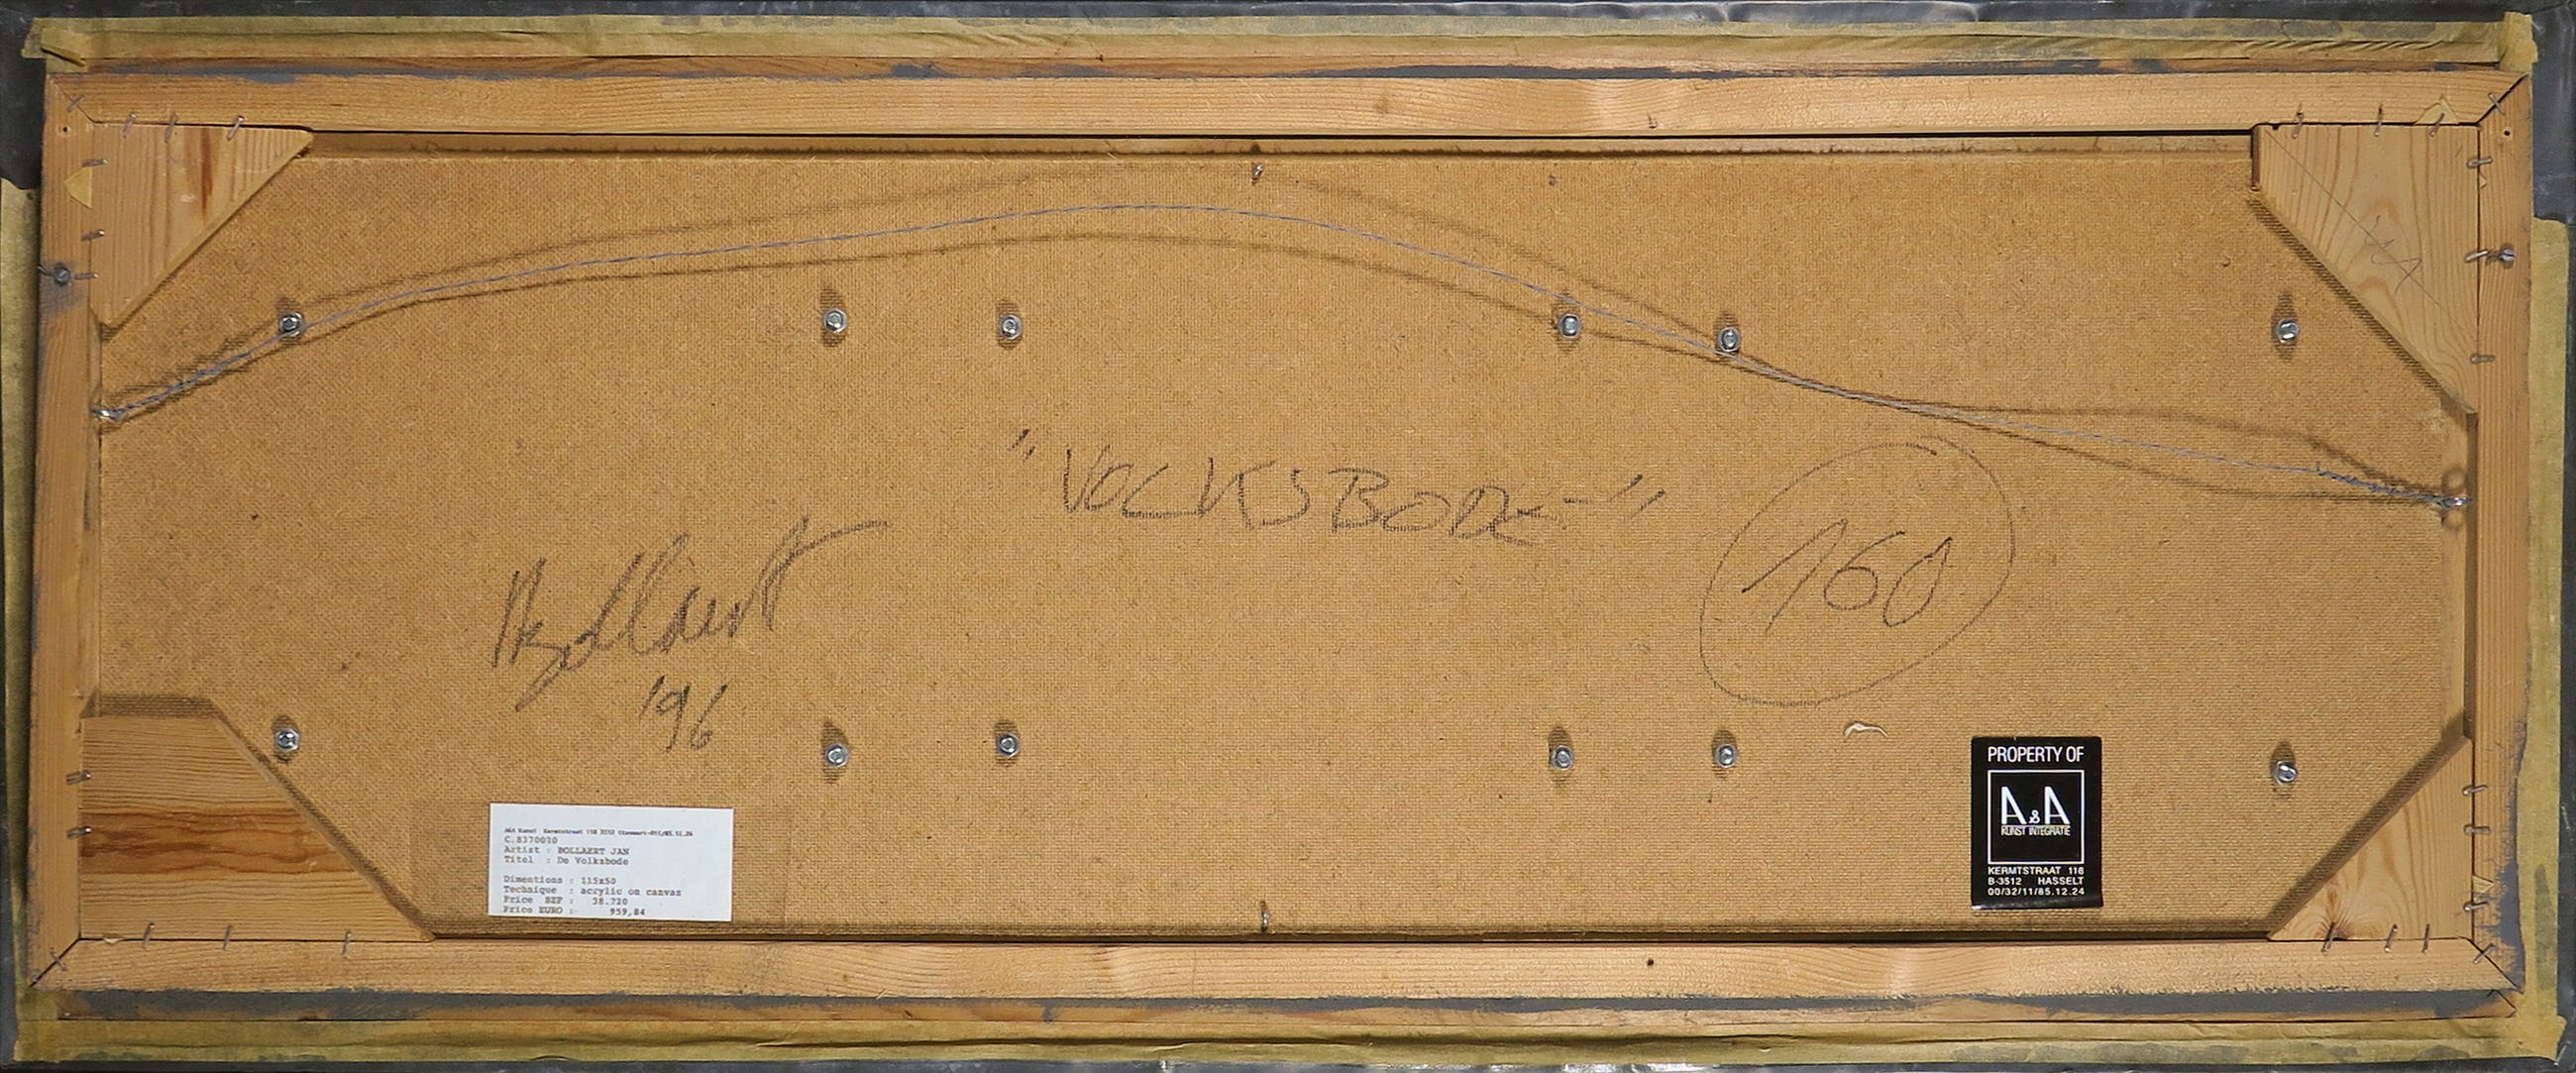 "VOLKSBODE"
160
Bollaert
'96
C.8370020
Artist : BOLLAERT JAN
Titel : De Volksbode
Dimentions : 115x50
Technique : acrylic on canvas
Price BEF : 38.720
Price EURO : 959,84
PROPERTY OF
A&A
KUNST INTEGRATIE
KERMTSTRAAT 118
B-3512 HASSELT
00/32/11/85.12.24